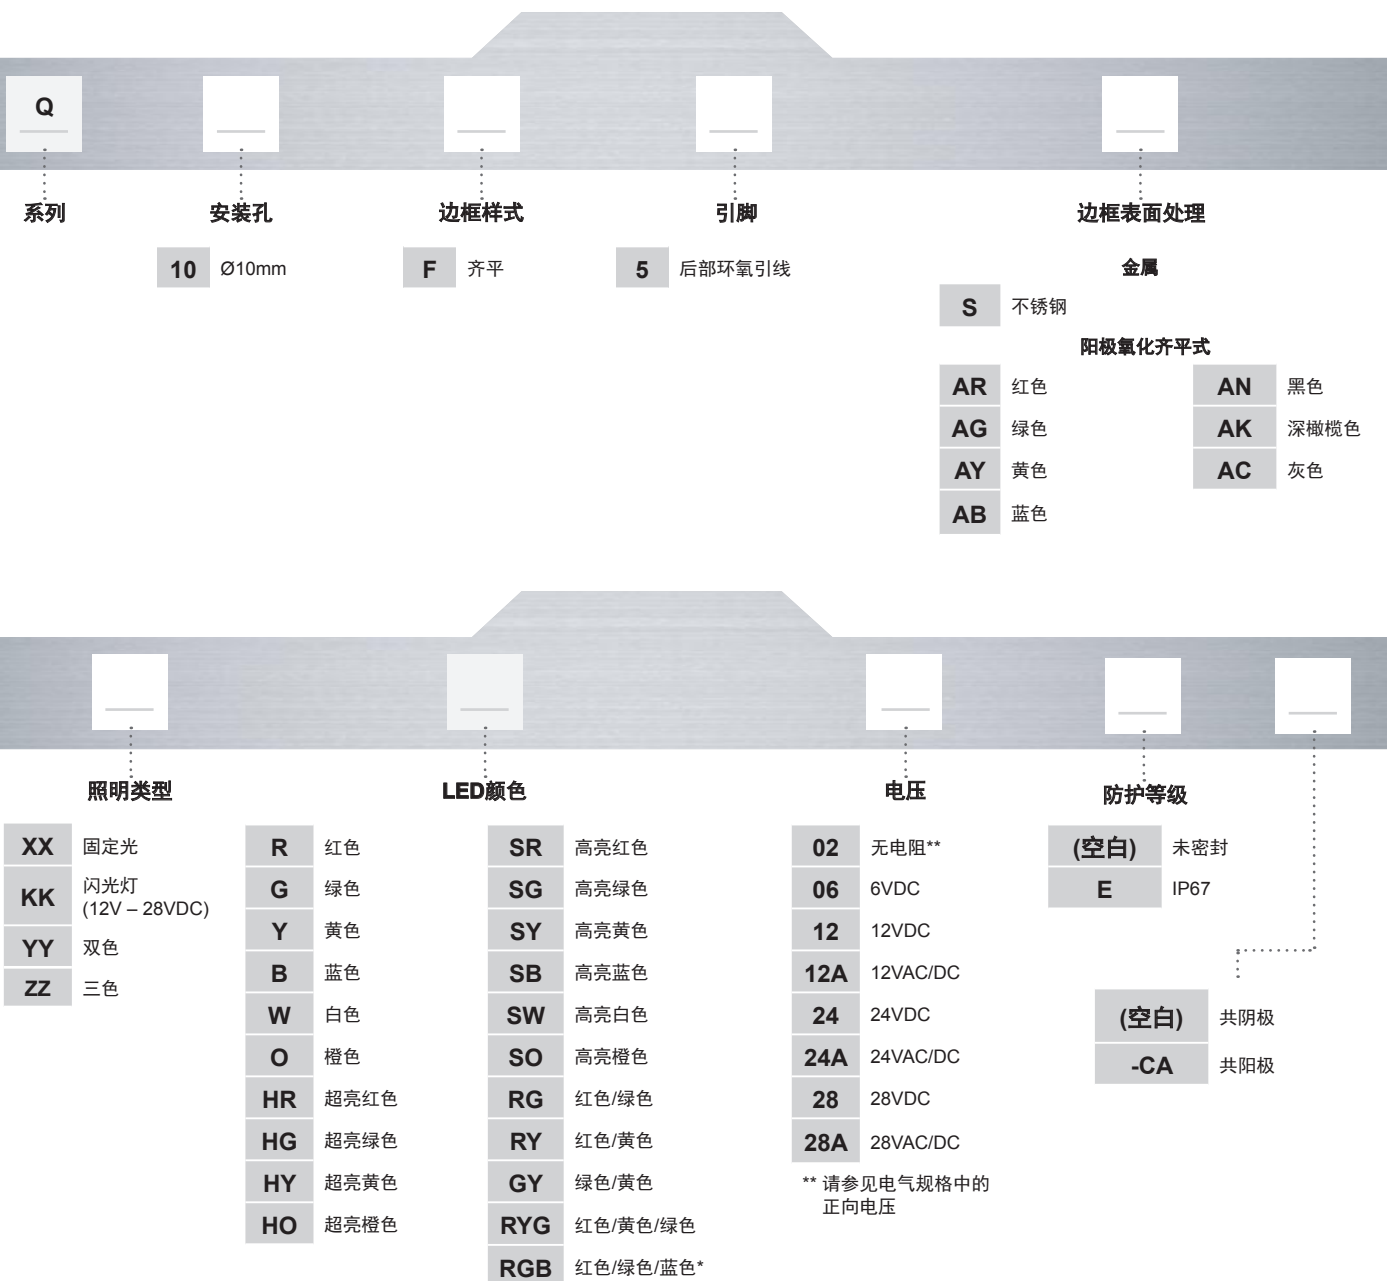 Q
系列
安装孔
边框样式
引脚
边框表面处理
10 Ø10mm
F 齐平
5 后部环氧引线
金属
S 不锈钢
阳极氧化齐平式
AR 红色
AN 黑色
AG 绿色
AK 深橄榄色
AY 黄色
AC 灰色
AB 蓝色
照明类型
LED颜色
电压
防护等级
XX 固定光
KK 闪光灯
(12V – 28VDC)
YY 双色
ZZ 三色
R 红色
G 绿色
Y 黄色
B 蓝色
W 白色
O 橙色
HR 超亮红色
HG 超亮绿色
HY 超亮黄色
HO 超亮橙色
SR 高亮红色
SG 高亮绿色
SY 高亮黄色
SB 高亮蓝色
SW 高亮白色
SO 高亮橙色
RG 红色/绿色
RY 红色/黄色
GY 绿色/黄色
RYG 红色/黄色/绿色
RGB 红色/绿色/蓝色*
02 无电阻**
06 6VDC
12 12VDC
12A 12VAC/DC
24 24VDC
24A 24VAC/DC
28 28VDC
28A 28VAC/DC
** 请参见电气规格中的
正向电压
(空白) 未密封
E IP67
(空白) 共阴极
-CA 共阳极